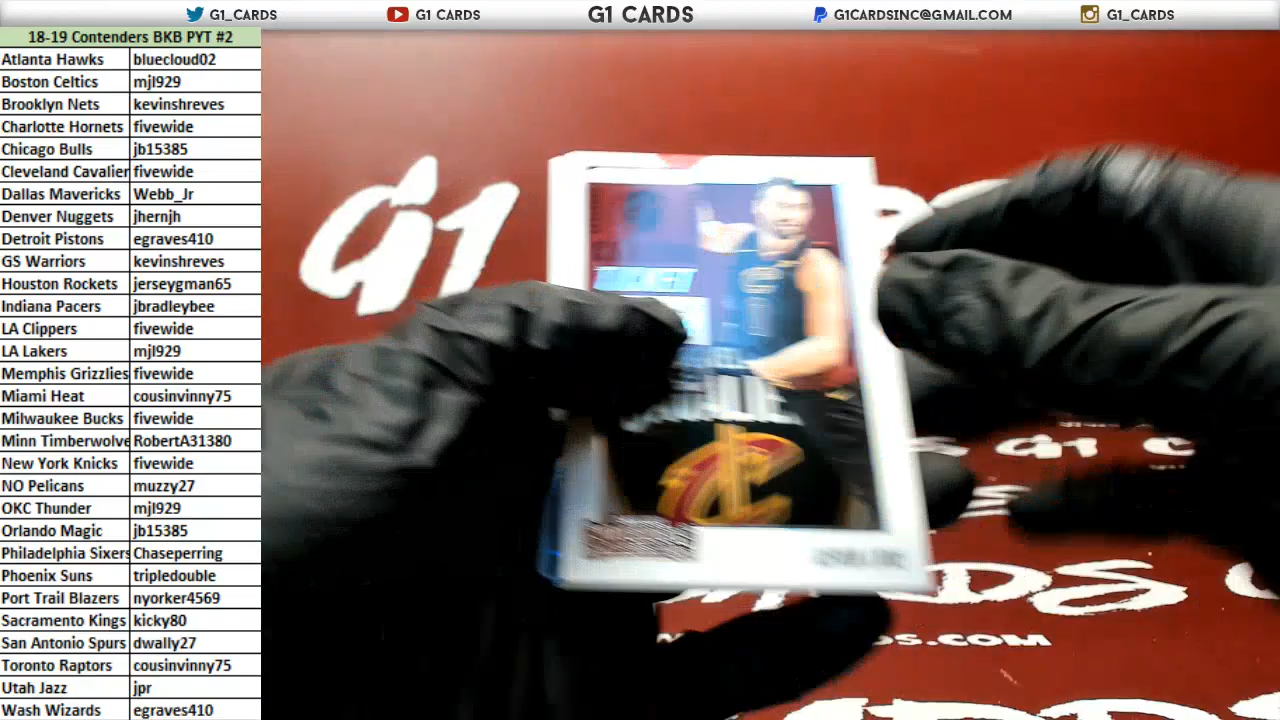 G1_CARDS G1 CARDS G1 CARDS G1CARDSINC@GMAIL.COM G1_CARDS
18-19 Contenders BKB PYT #2
Atlanta Hawks bluecloud02
Boston Celtics mjl929
Brooklyn Nets kevinshreves
Charlotte Hornets fivewide
Chicago Bulls jb15385
Cleveland Cavalier fivewide
Dallas Mavericks Webb_Jr
Denver Nuggets jhernjh
Detroit Pistons egraves410
GS Warriors kevinshreves
Houston Rockets jerseygman65
Indiana Pacers jbradleybee
LA Clippers fivewide
LA Lakers mjl929
Memphis Grizzlies fivewide
Miami Heat cousinvinny75
Milwaukee Bucks fivewide
Minn Timberwolve RobertA31380
New York Knicks fivewide
NO Pelicans muzzy27
OKC Thunder mjl929
Orlando Magic jb15385
Philadelphia Sixers Chaseperring
Phoenix Suns tripledouble
Port Trail Blazers nyorker4569
Sacramento Kings kicky80
San Antonio Spurs dwally27
Toronto Raptors cousinvinny75
Utah Jazz jpr
Wash Wizards egraves410
G1
G1 C